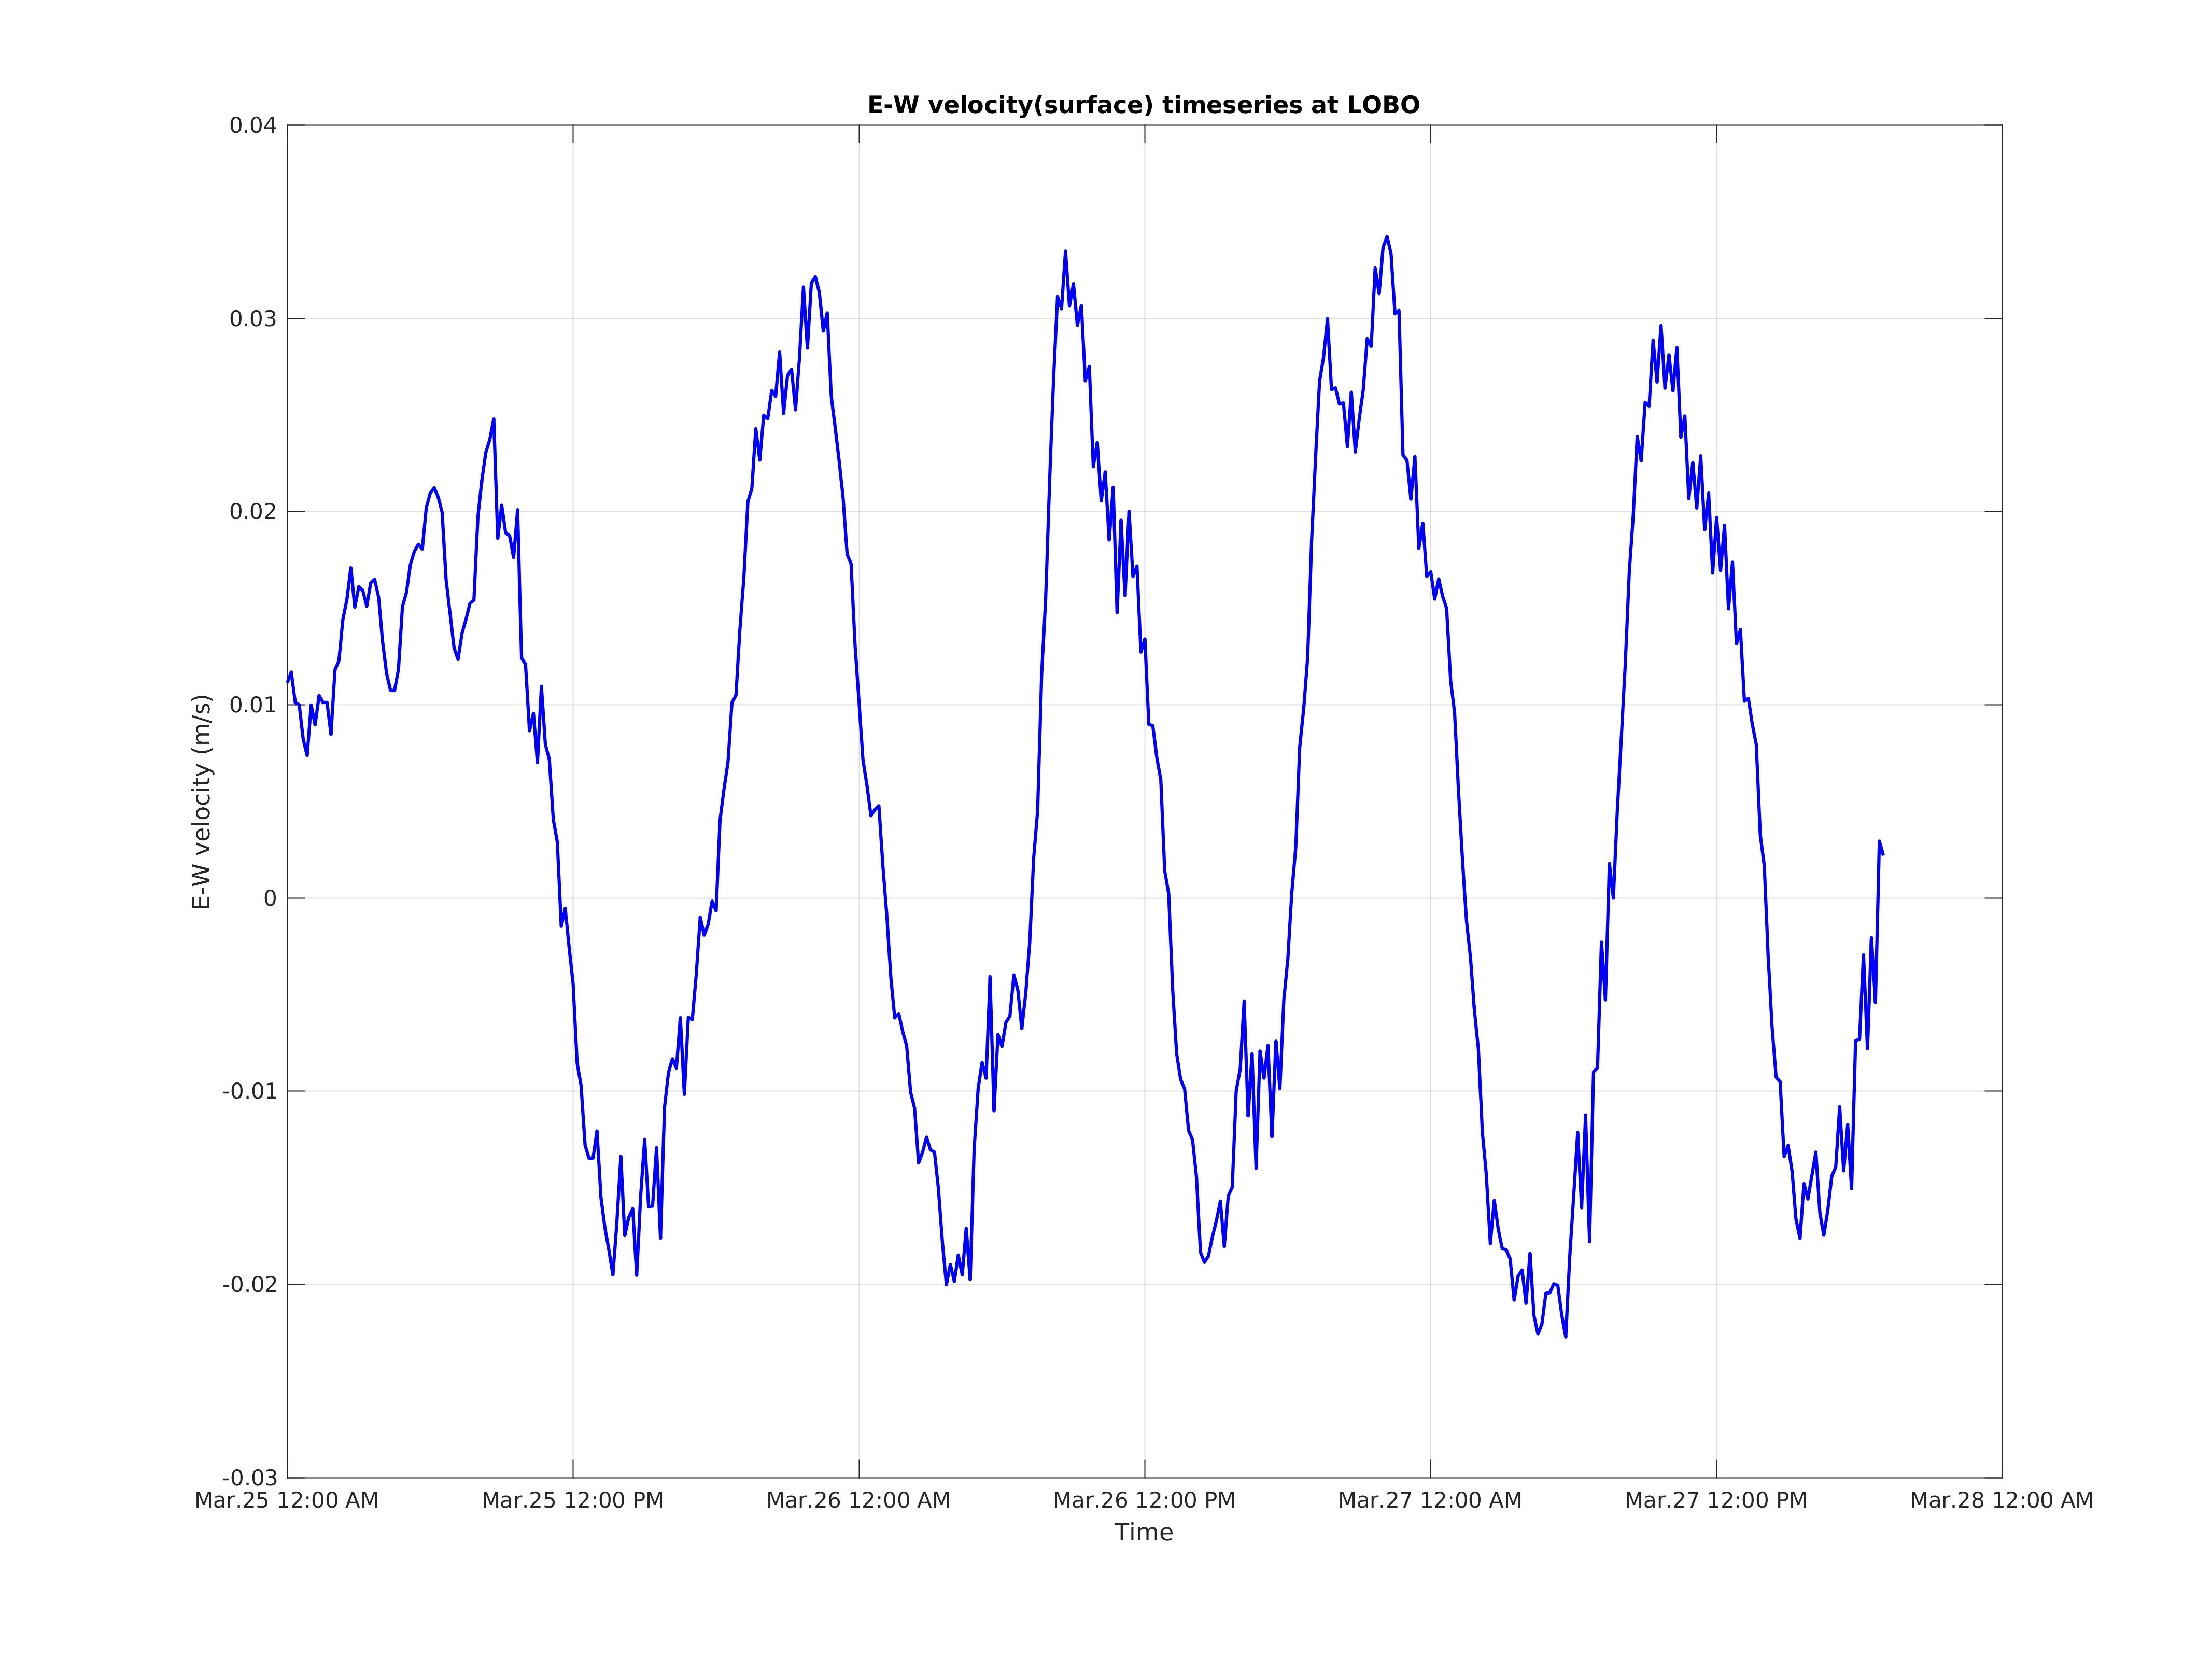 E-W velocity(surface) timeseries at LOBO
0.04
0.03
0.02
0.01
0
-0.01
-0.02
-0.03
E-W velocity (m/s)
Mar.25 12:00 AM
Mar.25 12:00 PM
Mar.26 12:00 AM
Mar.26 12:00 PM
Mar.27 12:00 AM
Mar.27 12:00 PM
Mar.28 12:00 AM
Time